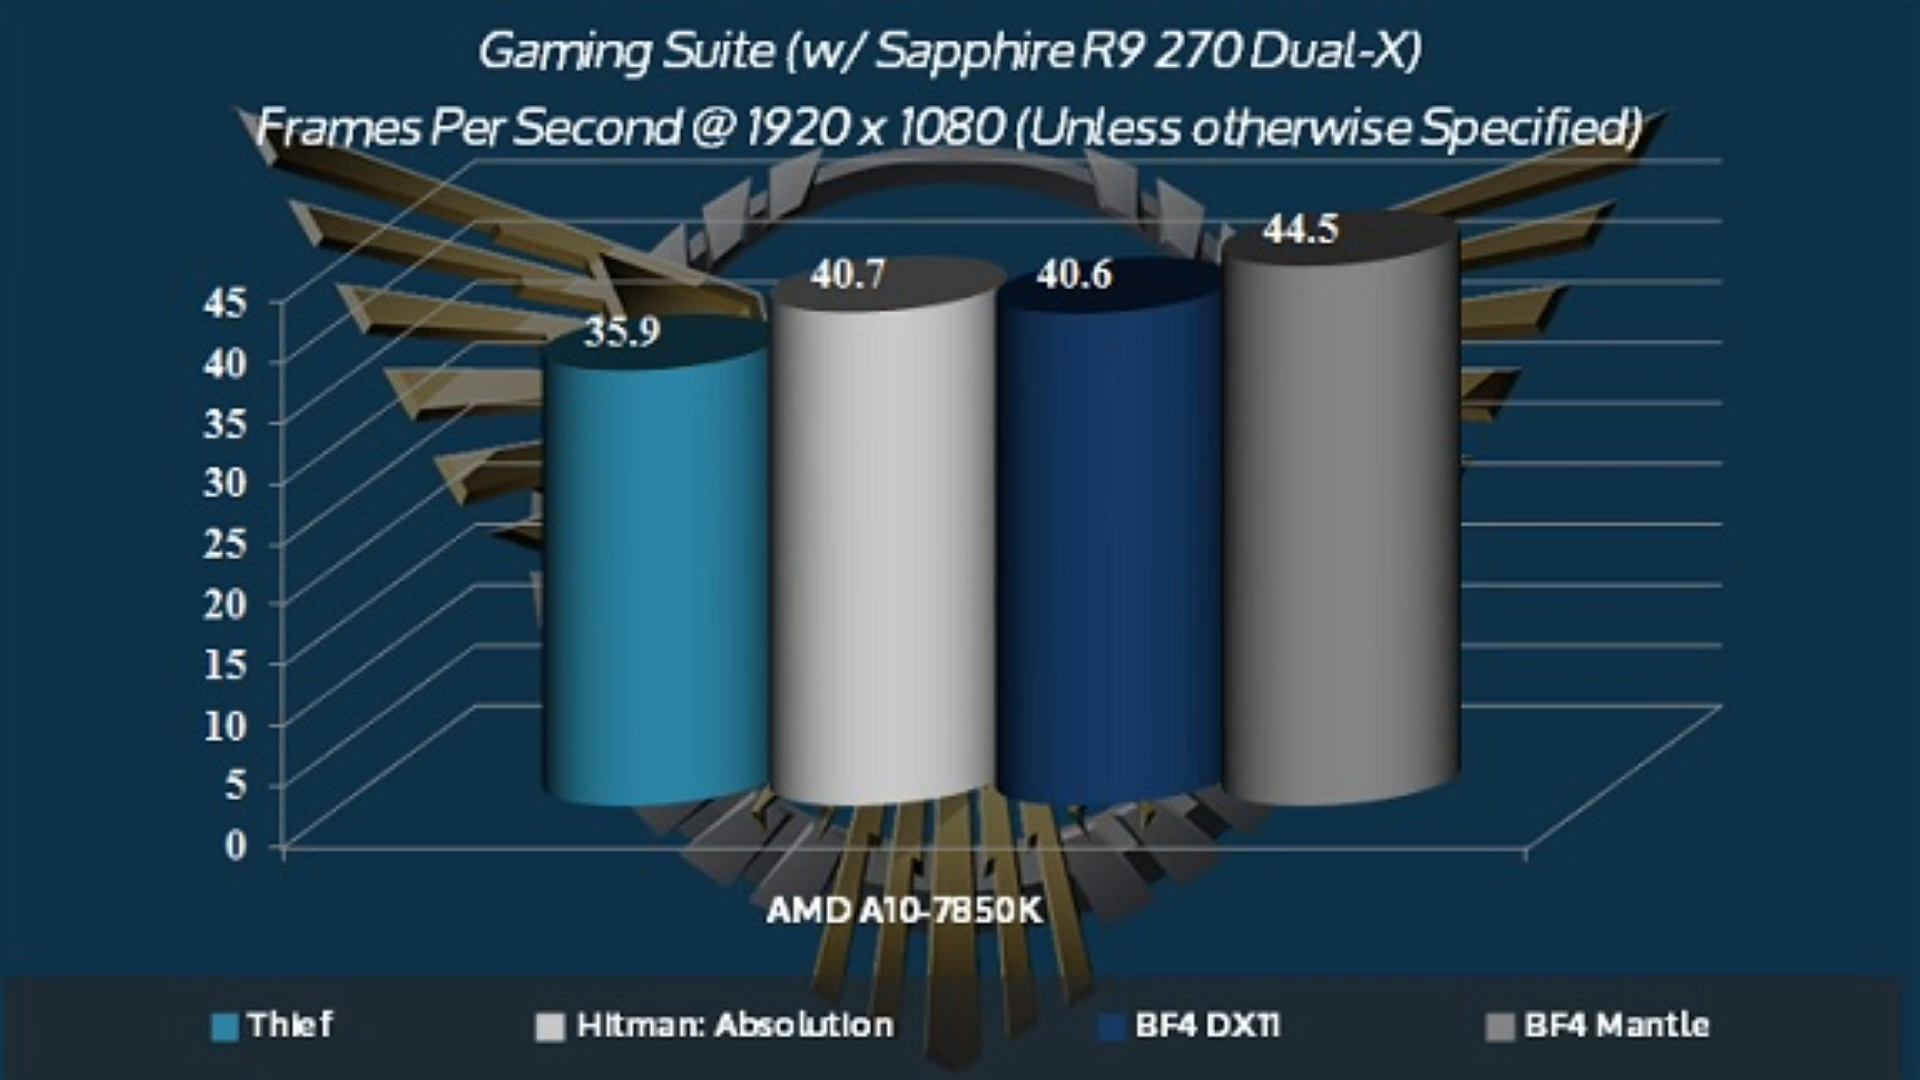 Gaming Suite (w/ Sapphire R9 270 Dual-X)
Frames Per Second @ 1920 x 1080 (Unless otherwise Specified)
44.5
40.7
40.6
35.9
45
40
35
30
25
20
15
10
5
0
AMD A10-7850K
Thief
Hitman: Absolution
BF4 DX11
BF4 Mantle